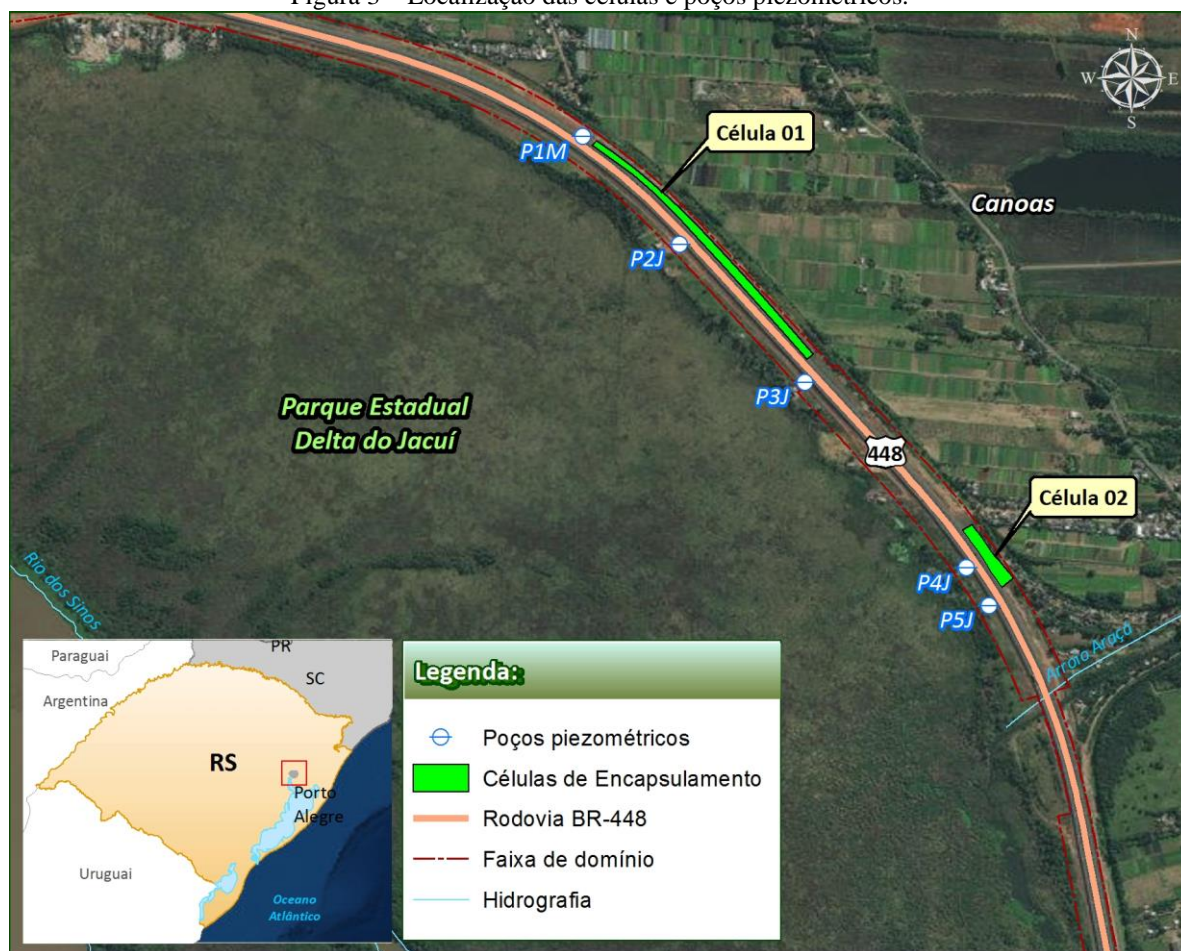 Figura 3 – Localização das células e poços piezométricos.
N
W
E
S
Célula 01
P1M
Canoas
P2J
P3J
Parque Estadual
Delta do Jacuí
448
Célula 02
P4J
P5J
Rio dos Sinos
Arroio Araçá
PR
Paraguai
SC
Argentina
RS
Porto
Alegre
Uruguai
Oceano
Atlântico
Legenda:
Poços piezométricos
Células de Encapsulamento
Rodovia BR-448
Faixa de domínio
Hidrografia